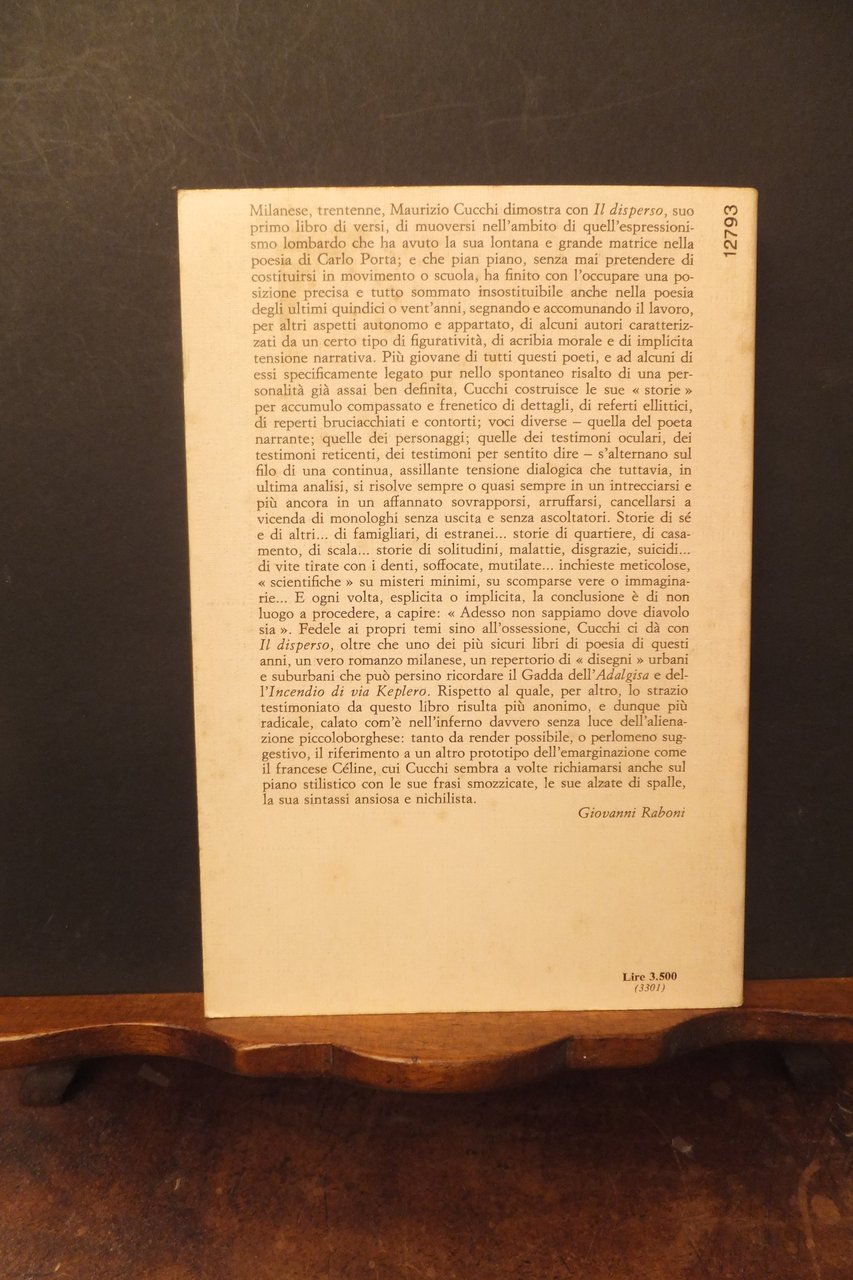 12793
Milanese, trentenne, Maurizio Cucchi dimostra con Il disperso, suo
primo libro di versi, di muoversi nell'ambito di quell'espressioni-
smo lombardo che ha avuto la sua lontana e grande matrice nella
poesia di Carlo Porta; e che pian piano, senza mai pretendere di
costituirsi in movimento o scuola, ha finito con l'occupare una po-
sizione precisa e tutto sommato insostituibile anche nella poesia
degli ultimi quindici o vent'anni, segnando e accomunando il lavoro,
per altri aspetti autonomo e appartato, di alcuni autori caratteriz-
zati da un certo tipo di figuratività, di acribia morale e di implicita
tensione narrativa. Più giovane di tutti questi poeti, e ad alcuni di
essi specificamente legato pur nello spontaneo risalto di una per-
sonalità già assai ben definita, Cucchi costruisce le sue « storie »
per accumulo compassato e frenetico di dettagli, di referti ellittici,
di reperti bruciacchiati e contorti; voci diverse – quella del poeta
narrante; quelle dei personaggi; quelle dei testimoni oculari, dei
testimoni reticenti, dei testimoni per sentito dire – s'alternano sul
filo di una continua, assillante tensione dialogica che tuttavia, in
ultima analisi, si risolve sempre o quasi sempre in un intrecciarsi e
più ancora in un affannato sovrapporsi, arruffarsi, cancellarsi a
vicenda di monologhi senza uscita e senza ascoltatori. Storie di sé
e di altri... di famigliari, di estranei... storie di quartiere, di casa-
mento, di scala... storie di solitudini, malattie, disgrazie, suicidi...
di vite tirate con i denti, soffocate, mutilate... inchieste meticolose,
« scientifiche » su misteri minimi, su scomparse vere o immagina-
rie... E ogni volta, esplicita o implicita, la conclusione è di non
luogo a procedere, a capire: « Adesso non sappiamo dove diavolo
sia ». Fedele ai propri temi sino all'ossessione, Cucchi ci dà con
Il disperso, oltre che uno dei più sicuri libri di poesia di questi
anni, un vero romanzo milanese, un repertorio di « disegni » urbani
e suburbani che può persino ricordare il Gadda dell'Adalgisa e del-
l'Incendio di via Keplero. Rispetto al quale, per altro, lo strazio
testimoniato da questo libro risulta più anonimo, e dunque più
radicale, calato com'è nell'inferno davvero senza luce dell'aliena-
zione piccoloborghese: tanto da render possibile, o perlomeno sug-
gestivo, il riferimento a un altro prototipo dell'emarginazione come
il francese Céline, cui Cucchi sembra a volte richiamarsi anche sul
piano stilistico con le sue frasi smozzicate, le sue alzate di spalle,
la sua sintassi ansiosa e nichilista.
Giovanni Raboni
Lire 3.500
(3301)